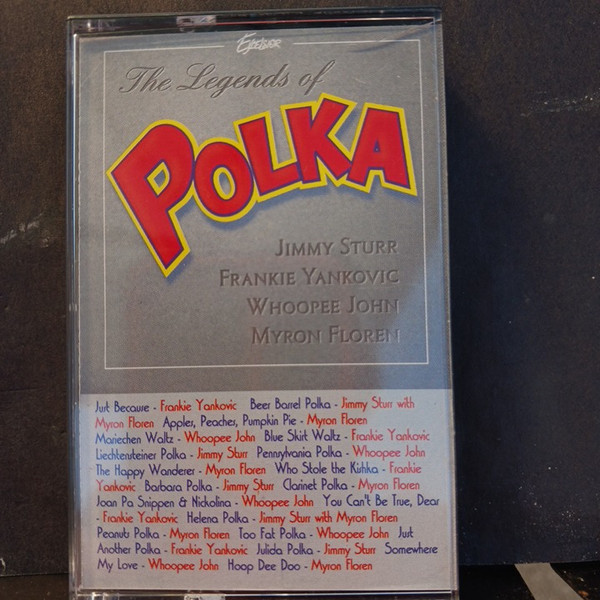 Excelsior
The Legends of
POLKA
JIMMY STURR
FRANKIE YANKOVIC
WHOOPEE JOHN
MYRON FLOREN
Just Because - Frankie Yankovic Beer Barrel Polka - Jimmy Sturr with
Myron Floren Apples, Peaches, Pumpkin Pie - Myron Floren
Mariechen Waltz - Whoopee John Blue Skirt Waltz - Frankie Yankovic
Liechtensteiner Polka - Jimmy Sturr Pennsylvania Polka - Whoopee John
The Happy Wanderer - Myron Floren Who Stole the Kishka - Frankie
Yankovic Barbara Polka - Jimmy Sturr Clarinet Polka - Myron Floren
Joan Pa Snippen & Nickolina - Whoopee John You Can't Be True, Dear
- Frankie Yankovic Helena Polka - Jimmy Sturr with Myron Floren
Peanuts Polka - Myron Floren Too Fat Polka - Whoopee John Just
Another Polka - Frankie Yankovic Julida Polka - Jimmy Sturr Somewhere
My Love - Whoopee John Hoop Dee Doo - Myron Floren